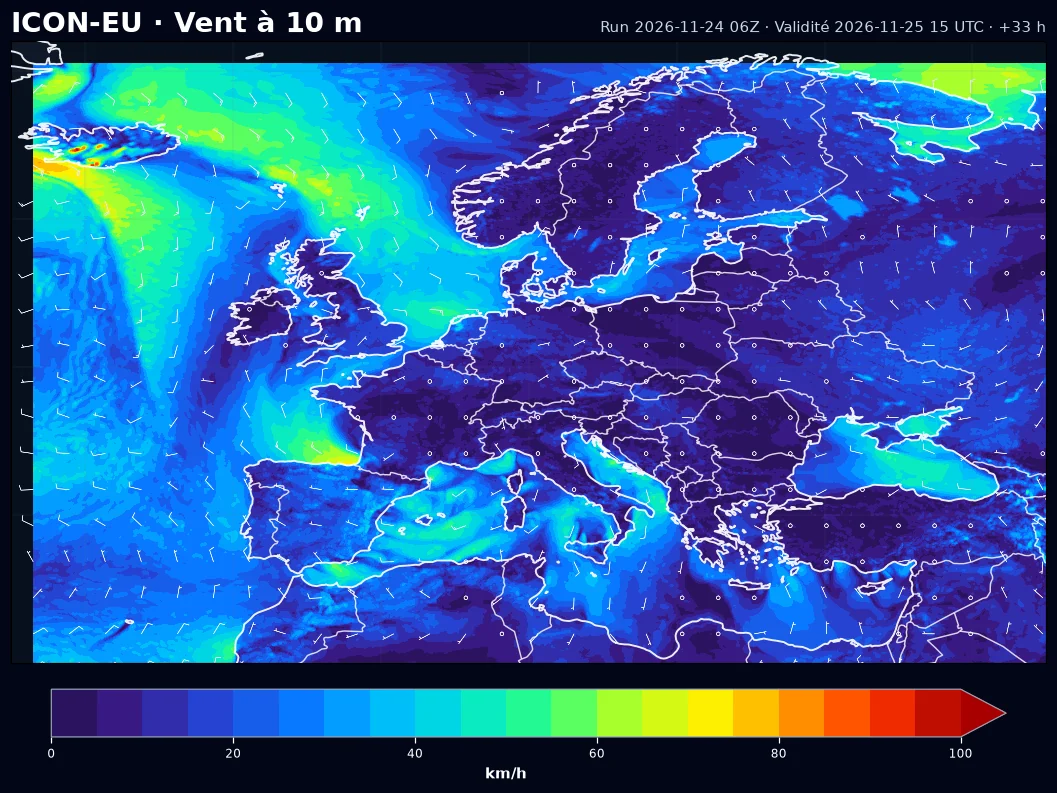 ICON-EU · Vent à 10 m
Run 2026-11-24 06Z · Validité 2026-11-25 15 UTC · +33 h
0 20 40 60 80 100
km/h